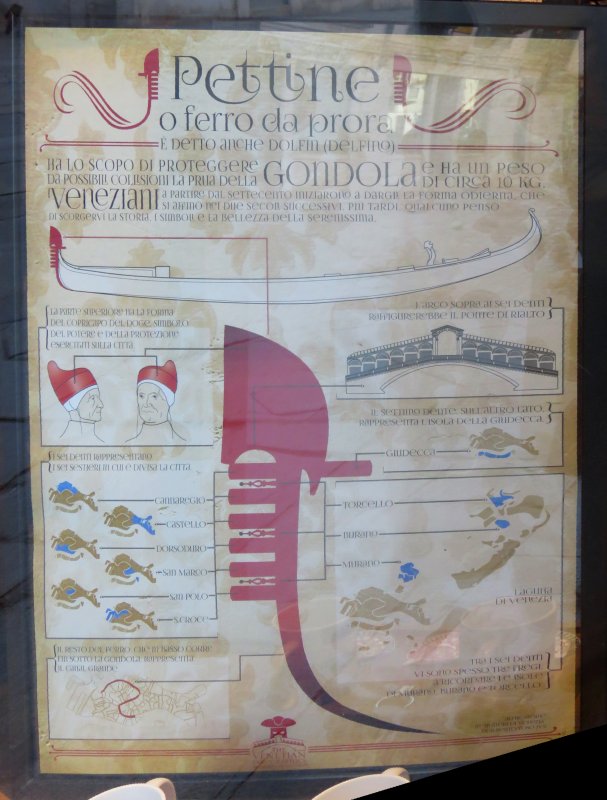 Pettine
o ferro da prora
È DETTO ANCHE DOLFIN (DELFINO)
HA LO SCOPO DI PROTEGGERE
DA POSSIBILI COLLISIONI LA PRUA DELLA
GONDOLA
E HA UN PESO
DI CIRCA 10 KG.
I VENEZIANI
A PARTIRE DAL SETTECENTO INIZIARONO A DARGLI LA FORMA ODIERNA, CHE
SI AFFINÒ NEI DUE SECOLI SUCCESSIVI. PIÙ TARDI, QUALCUNO PENSÒ
DI SCORGERVI LA STORIA, I SIMBOLI E LA BELLEZZA DELLA SERENISSIMA.
LA PARTE SUPERIORE HA LA FORMA
DEL COPRICAPO DEL DOGE, SIMBOLO
DEL POTERE E DELLA PROTEZIONE
ESERCITATI SULLA CITTÀ.
L'ARCO SOPRA AI SEI DENTI
RAFFIGUREREBBE IL PONTE DI RIALTO
IL SETTIMO DENTE, SULL'ALTRO LATO,
RAPPRESENTA L'ISOLA DELLA GIUDECCA.
GIUDECCA
I SEI DENTI RAPPRESENTANO
I SEI SESTIERI IN CUI È DIVISA LA CITTÀ
CANNAREGIO
CASTELLO
DORSODURO
SAN MARCO
SAN POLO
S.CROCE
TORCELLO
BURANO
MURANO
LAGUNA
DI VENEZIA
IL RESTO DEL FERRO, CHE IN BASSO CORRE
FIN SOTTO LA GONDOLA, RAPPRESENTA
IL CANAL GRANDE
TRA I SEI DENTI
VI SONO SPESSO TRE FREGI,
A RICORDARE LE ISOLE
DI MURANO, BURANO E TORCELLO.
THE
VENETIAN